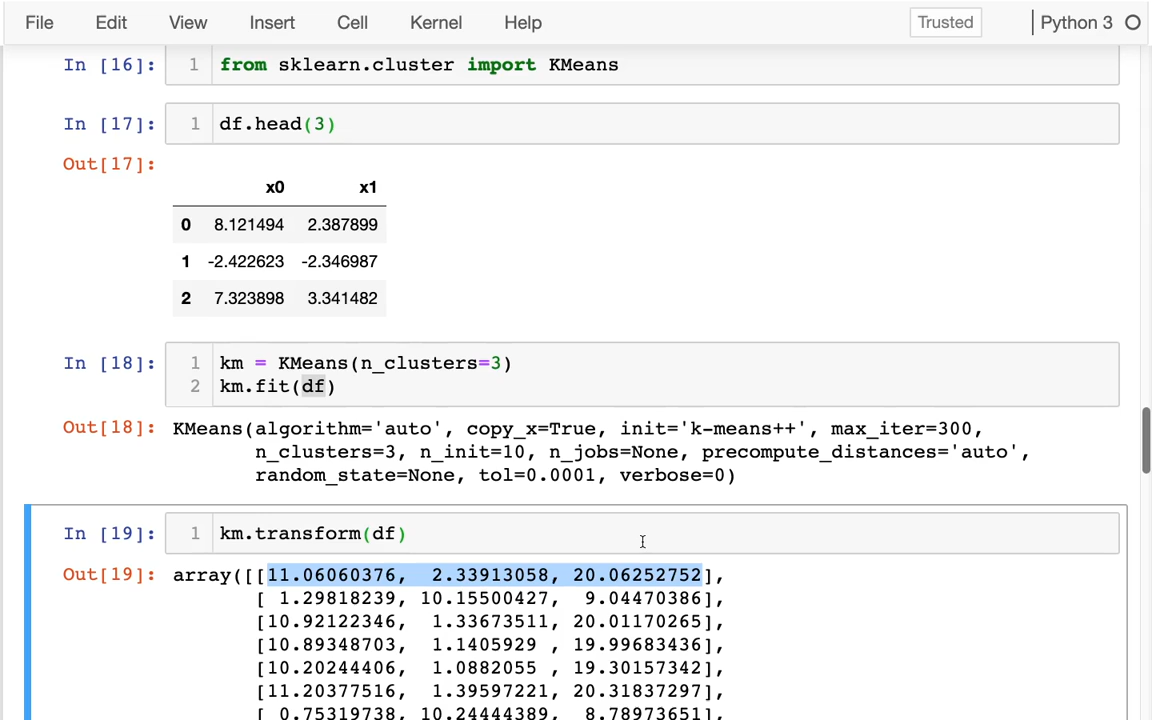 File Edit View Insert Cell Kernel Help Trusted Python 3
In [16]: 1 from sklearn.cluster import KMeans
In [17]: 1 df.head(3)
Out[17]:
x0 x1
0 8.121494 2.387899
1 -2.422623 -2.346987
2 7.323898 3.341482
In [18]: 1 km = KMeans(n_clusters=3)
2 km.fit(df)
Out[18]: KMeans(algorithm='auto', copy_x=True, init='k-means++', max_iter=300,
n_clusters=3, n_init=10, n_jobs=None, precompute_distances='auto',
random_state=None, tol=0.0001, verbose=0)
In [19]: 1 km.transform(df)
Out[19]: array([[11.06060376, 2.33913058, 20.06252752],
[ 1.29818239, 10.15500427, 9.04470386],
[10.92122346, 1.33673511, 20.01170265],
[10.89348703, 1.1405929 , 19.99683436],
[10.20244406, 1.0882055 , 19.30157342],
[11.20377516, 1.39597221, 20.31837297],
[ 0.75319738, 10.24444389, 8.78973651],